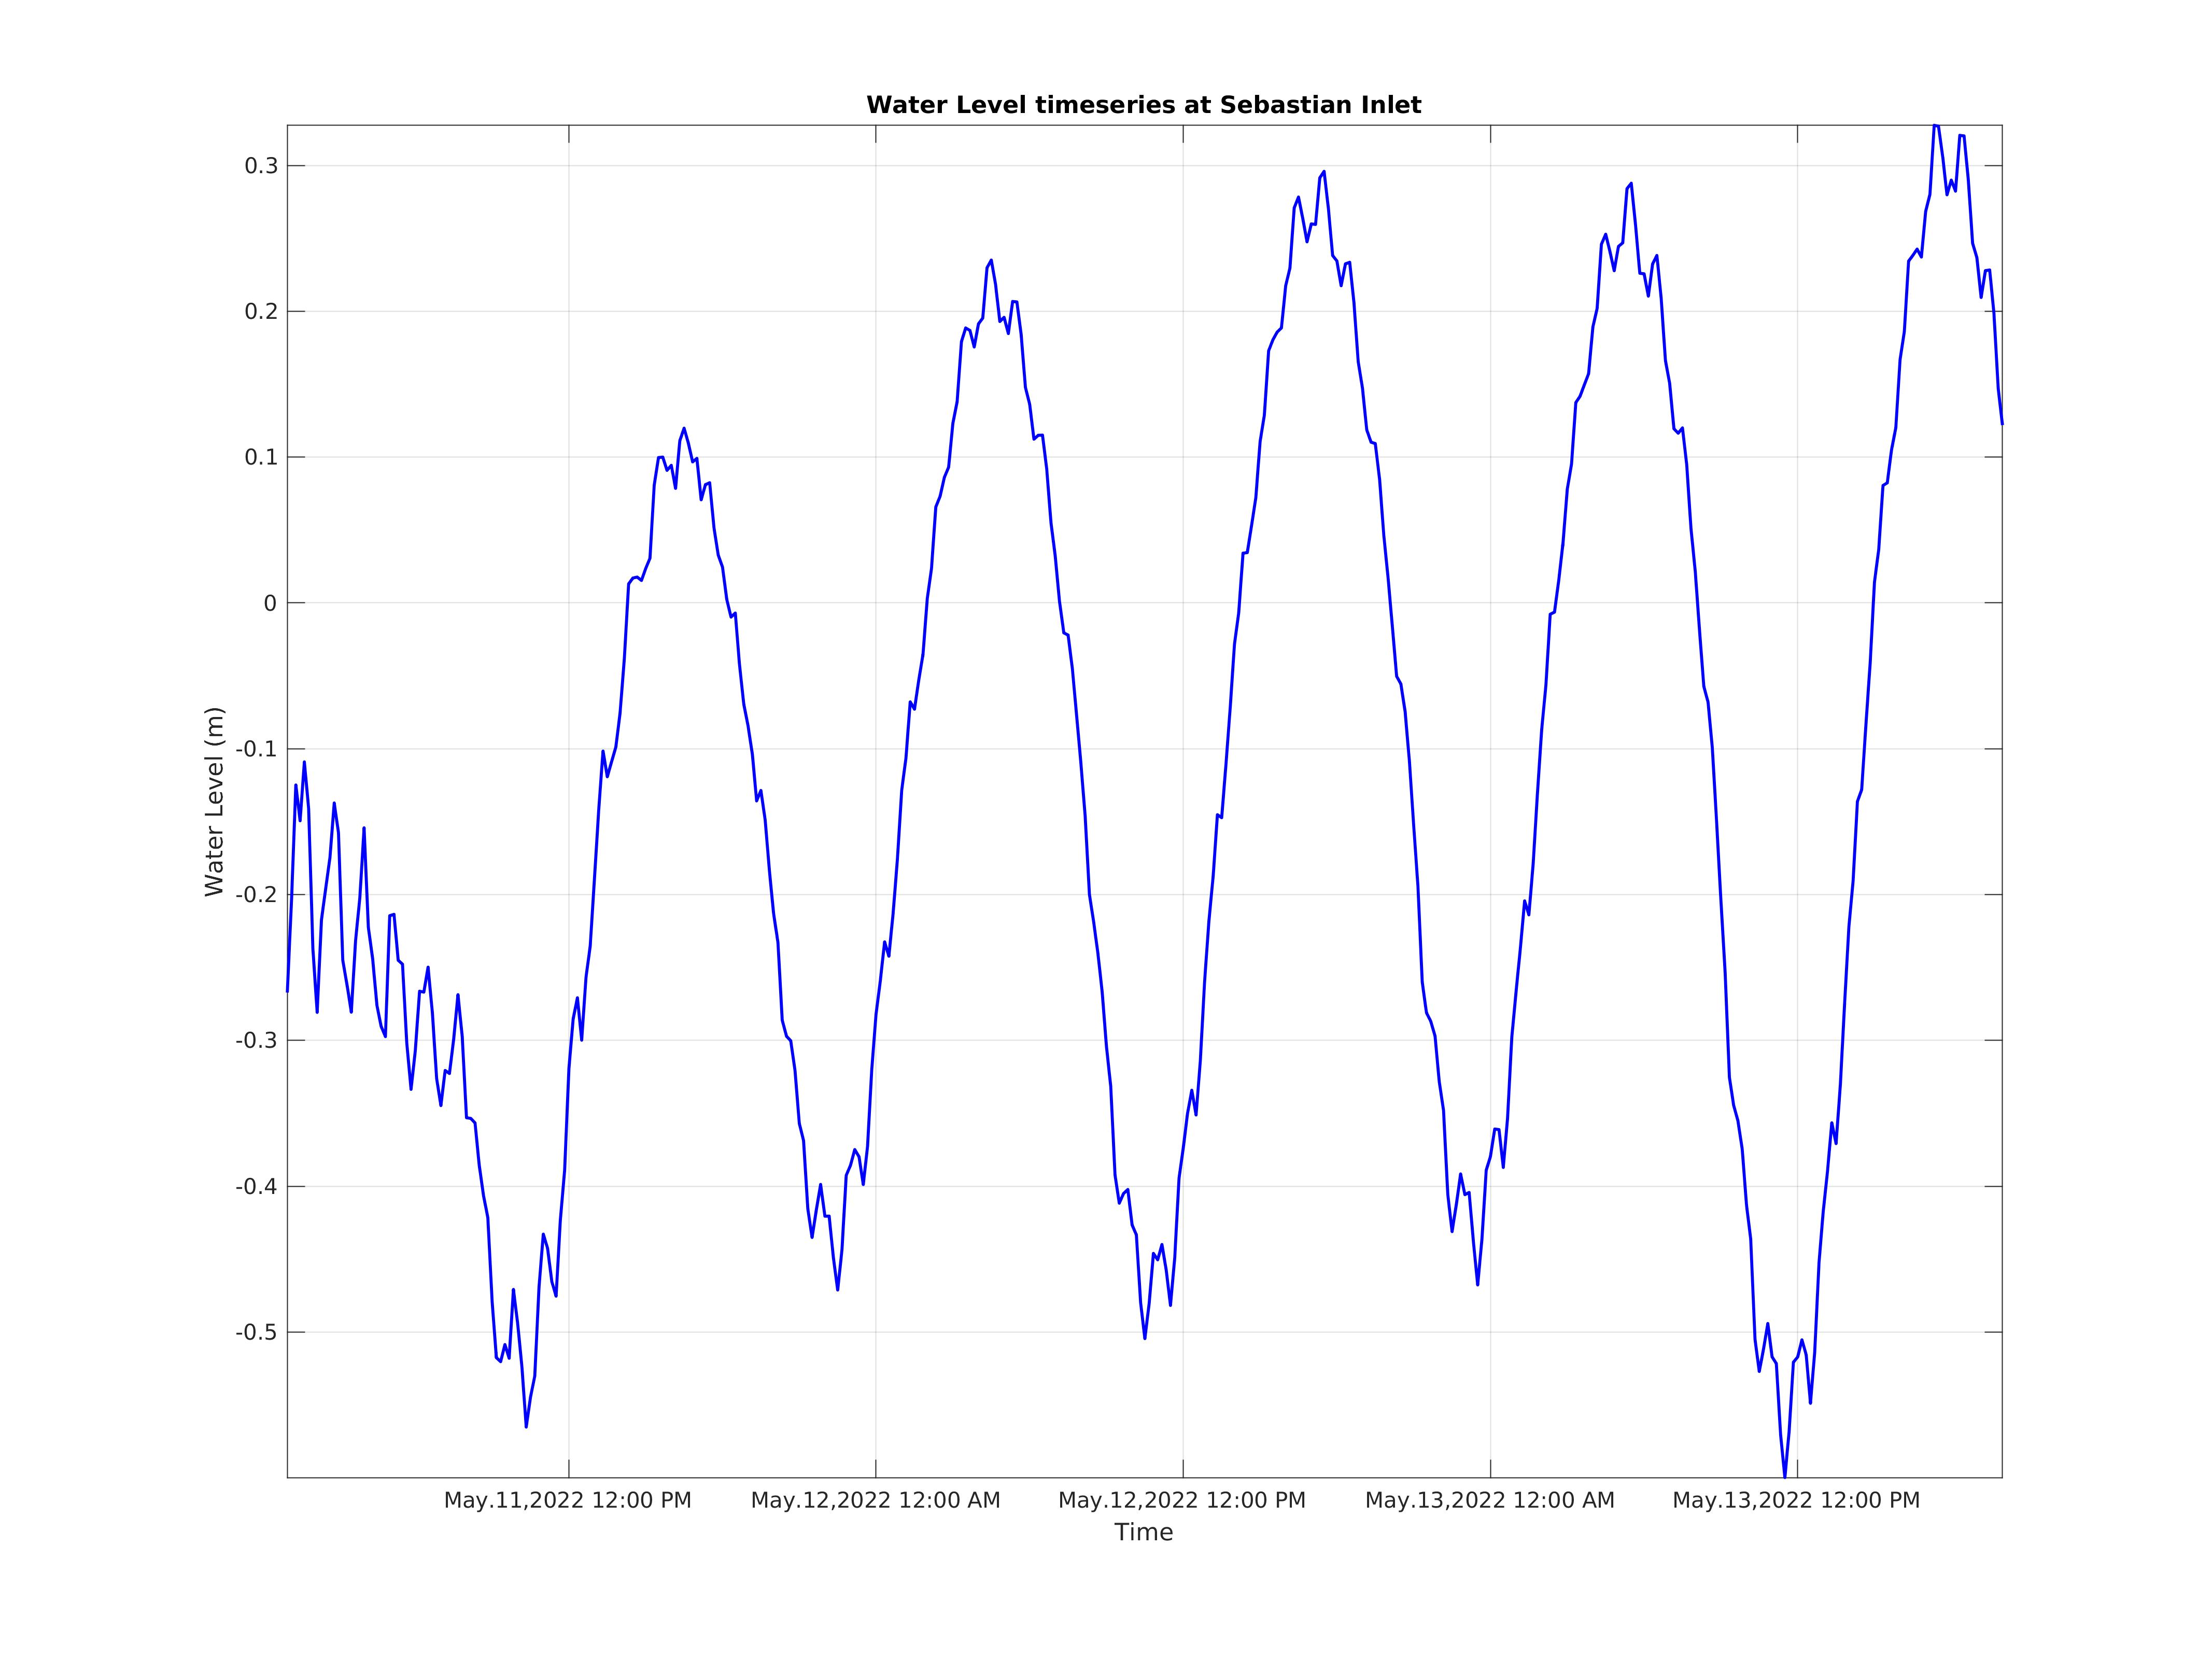 Water Level timeseries at Sebastian Inlet
0.3
0.2
0.1
0
-0.1
-0.2
-0.3
-0.4
-0.5
Water Level (m)
May.11,2022 12:00 PM May.12,2022 12:00 AM May.12,2022 12:00 PM May.13,2022 12:00 AM May.13,2022 12:00 PM
Time